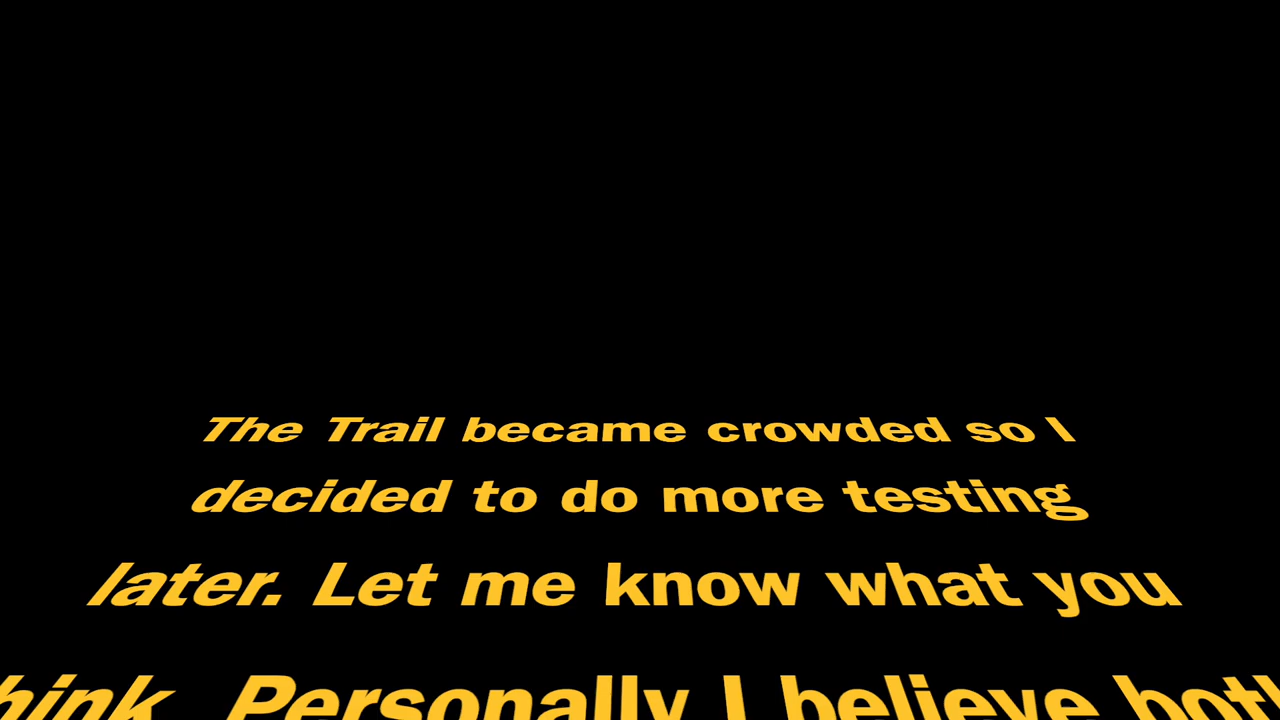 The Trail became crowded so I
decided to do more testing
later. Let me know what you
Personally I believe